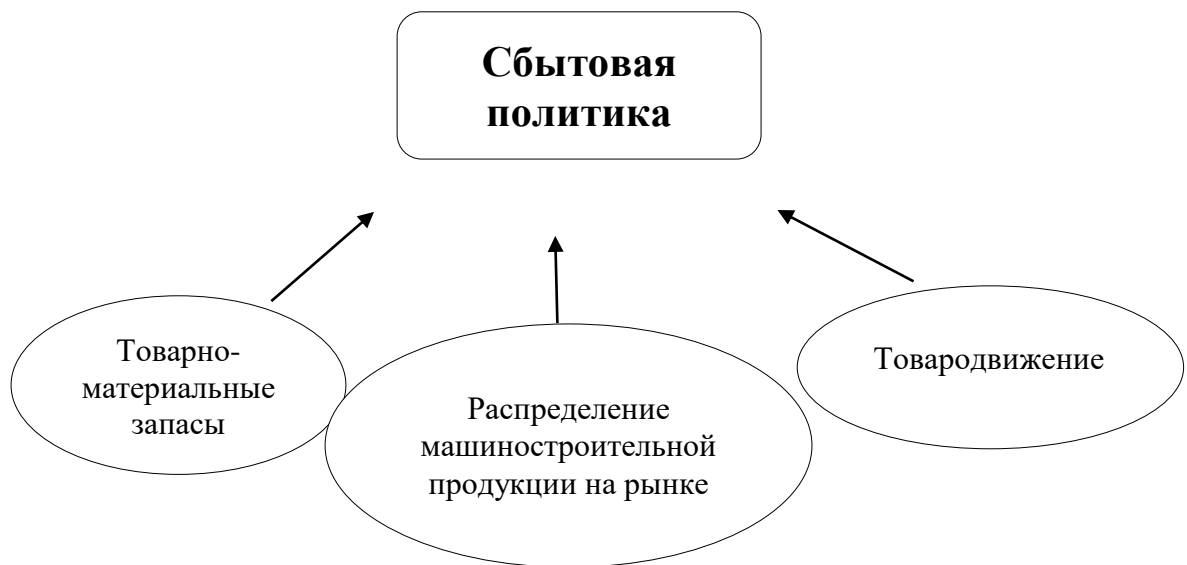 Сбытовая
политика
Товарно-
материальные
запасы
Распределение
машиностроительной
продукции на рынке
Товародвижение